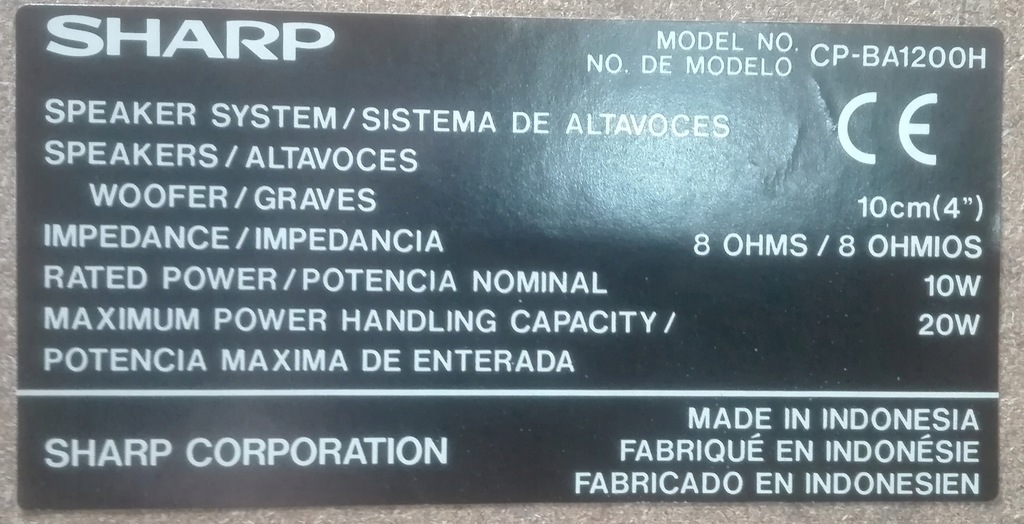 SHARP
MODEL NO.
NO. DE MODELO
CP-BA1200H
SPEAKER SYSTEM / SISTEMA DE ALTAVOCES
CE
SPEAKERS / ALTAVOCES
WOOFER / GRAVES 10cm(4")
IMPEDANCE / IMPEDANCIA 8 OHMS / 8 OHMIOS
RATED POWER / POTENCIA NOMINAL 10W
MAXIMUM POWER HANDLING CAPACITY / 20W
POTENCIA MAXIMA DE ENTERADA
SHARP CORPORATION
MADE IN INDONESIA
FABRIQUÉ EN INDONÉSIE
FABRICADO EN INDONESIEN